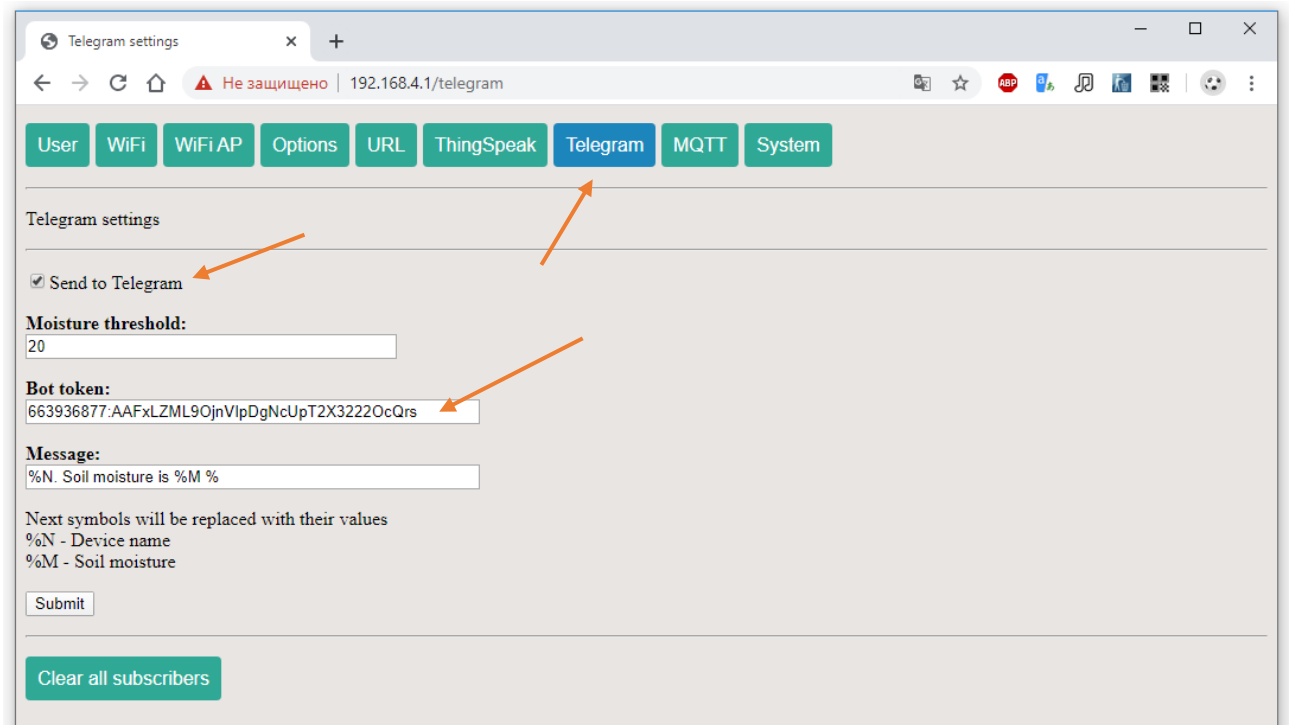 Telegram settings
Не защищено | 192.168.4.1/telegram
ABP
User WiFi WiFi AP Options URL ThingSpeak Telegram MQTT System
Telegram settings
Send to Telegram
Moisture threshold:
20
Bot token:
663936877:AAFxLZML9OjnVIpDgNcUpT2X3222OcQrs
Message:
%N. Soil moisture is %M %
Next symbols will be replaced with their values
%N - Device name
%M - Soil moisture
Submit
Clear all subscribers